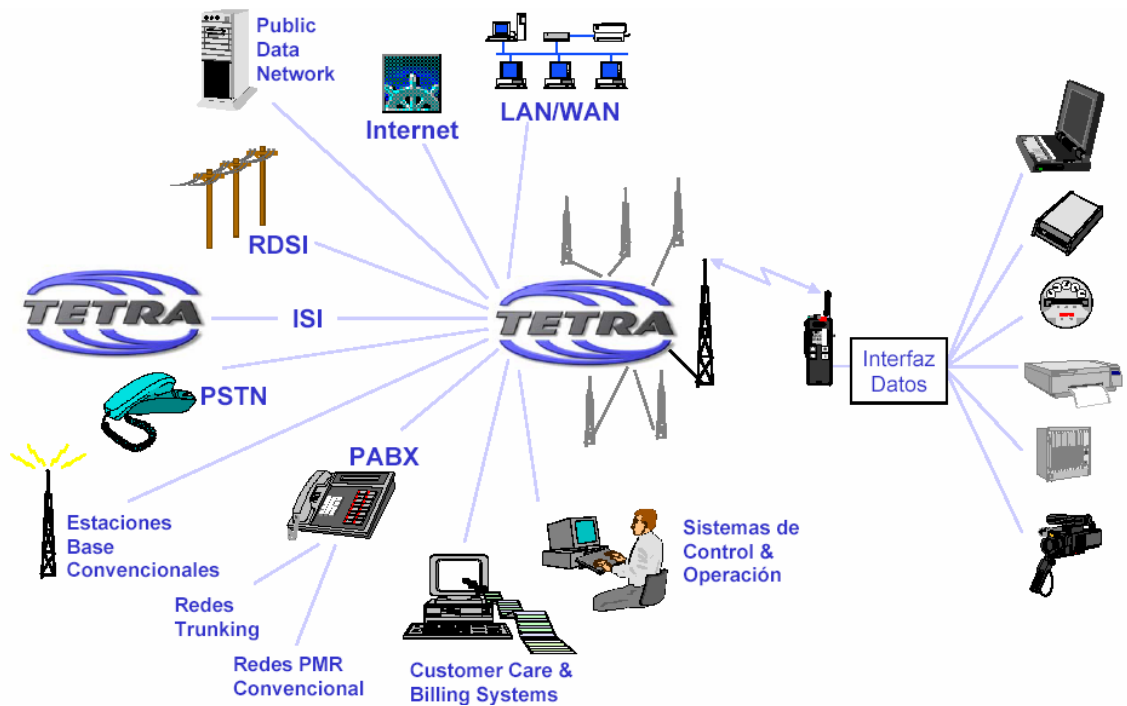 Public
Data
Network
Internet
LAN/WAN
RDSI
TETRA
ISI
TETRA
Interfaz
Datos
PSTN
PABX
Estaciones
Base
Convencionales
Redes
Trunking
Redes PMR
Convencional
Customer Care &
Billing Systems
Sistemas de
Control &
Operación